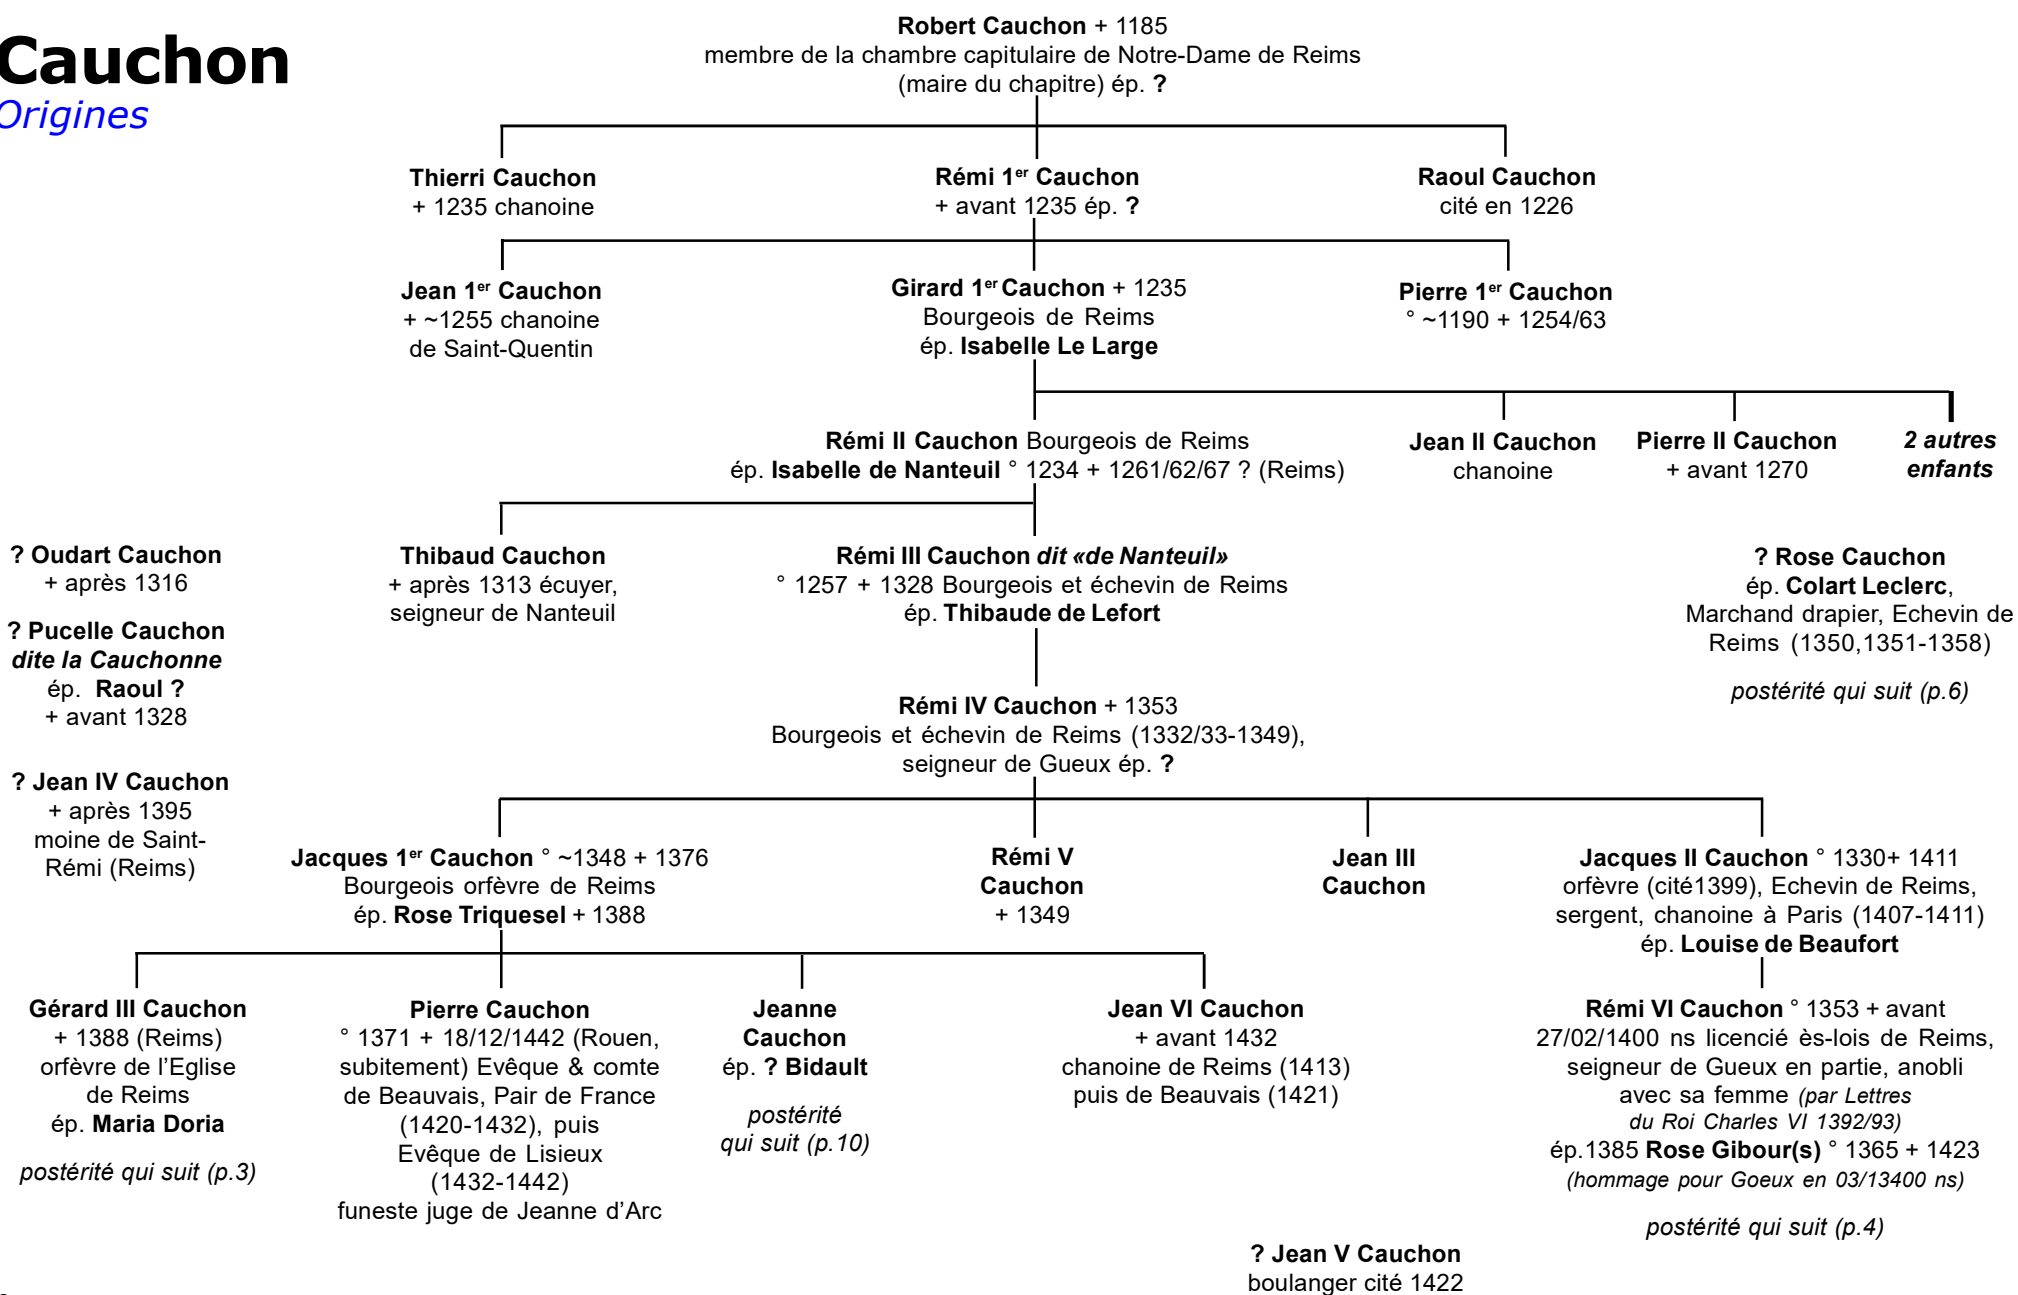 Cauchon
Origines
Robert Cauchon + 1185
membre de la chambre capitulaire de Notre-Dame de Reims
(maire du chapitre) ép. ?
Thierri Cauchon
+ 1235 chanoine
Rémi 1er Cauchon
+ avant 1235 ép. ?
Raoul Cauchon
cité en 1226
Jean 1er Cauchon
+ ~1255 chanoine
de Saint-Quentin
Girard 1er Cauchon + 1235
Bourgeois de Reims
ép. Isabelle Le Large
Pierre 1er Cauchon
° ~1190 + 1254/63
Rémi II Cauchon Bourgeois de Reims
ép. Isabelle de Nanteuil ° 1234 + 1261/62/67 ? (Reims)
Jean II Cauchon
chanoine
Pierre II Cauchon
+ avant 1270
2 autres
enfants
? Oudart Cauchon
+ après 1316
? Pucelle Cauchon
dite la Cauchonne
ép. Raoul ?
+ avant 1328
? Jean IV Cauchon
+ après 1395
moine de Saint-
Rémi (Reims)
Thibaud Cauchon
+ après 1313 écuyer,
seigneur de Nanteuil
Rémi III Cauchon dit «de Nanteuil»
° 1257 + 1328 Bourgeois et échevin de Reims
ép. Thibaude de Lefort
? Rose Cauchon
ép. Colart Leclerc,
Marchand drapier, Echevin de
Reims (1350,1351-1358)
postérité qui suit (p.6)
Rémi IV Cauchon + 1353
Bourgeois et échevin de Reims (1332/33-1349),
seigneur de Gueux ép. ?
Jacques 1er Cauchon ° ~1348 + 1376
Bourgeois orfèvre de Reims
ép. Rose Triquesel + 1388
Rémi V
Cauchon
+ 1349
Jean III
Cauchon
Jacques II Cauchon ° 1330+ 1411
orfèvre (cité1399), Echevin de Reims,
sergent, chanoine à Paris (1407-1411)
ép. Louise de Beaufort
Gérard III Cauchon
+ 1388 (Reims)
orfèvre de l'Eglise
de Reims
ép. Maria Doria
postérité qui suit (p.3)
Pierre Cauchon
° 1371 + 18/12/1442 (Rouen,
subitement) Evêque & comte
de Beauvais, Pair de France
(1420-1432), puis
Evêque de Lisieux
(1432-1442)
funeste juge de Jeanne d'Arc
Jeanne
Cauchon
ép. ? Bidault
postérité
qui suit (p.10)
Jean VI Cauchon
+ avant 1432
chanoine de Reims (1413)
puis de Beauvais (1421)
Rémi VI Cauchon ° 1353 + avant
27/02/1400 ns licencié ès-lois de Reims,
seigneur de Gueux en partie, anobli
avec sa femme (par Lettres
du Roi Charles VI 1392/93)
ép.1385 Rose Gibour(s) ° 1365 + 1423
(hommage pour Goeux en 03/13400 ns)
postérité qui suit (p.4)
? Jean V Cauchon
boulanger cité 1422